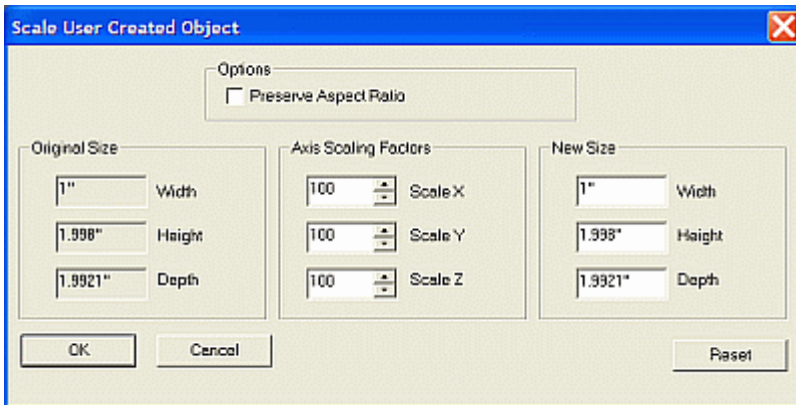 Scale User Created Object
Options
Preserve Aspect Ratio
Original Size
Axis Scaling Factors
New Size
1" Width
100 Scale X
1" Width
1.998" Height
100 Scale Y
1.998" Height
1.9921" Depth
100 Scale Z
1.9921" Depth
OK
Cancel
Reset